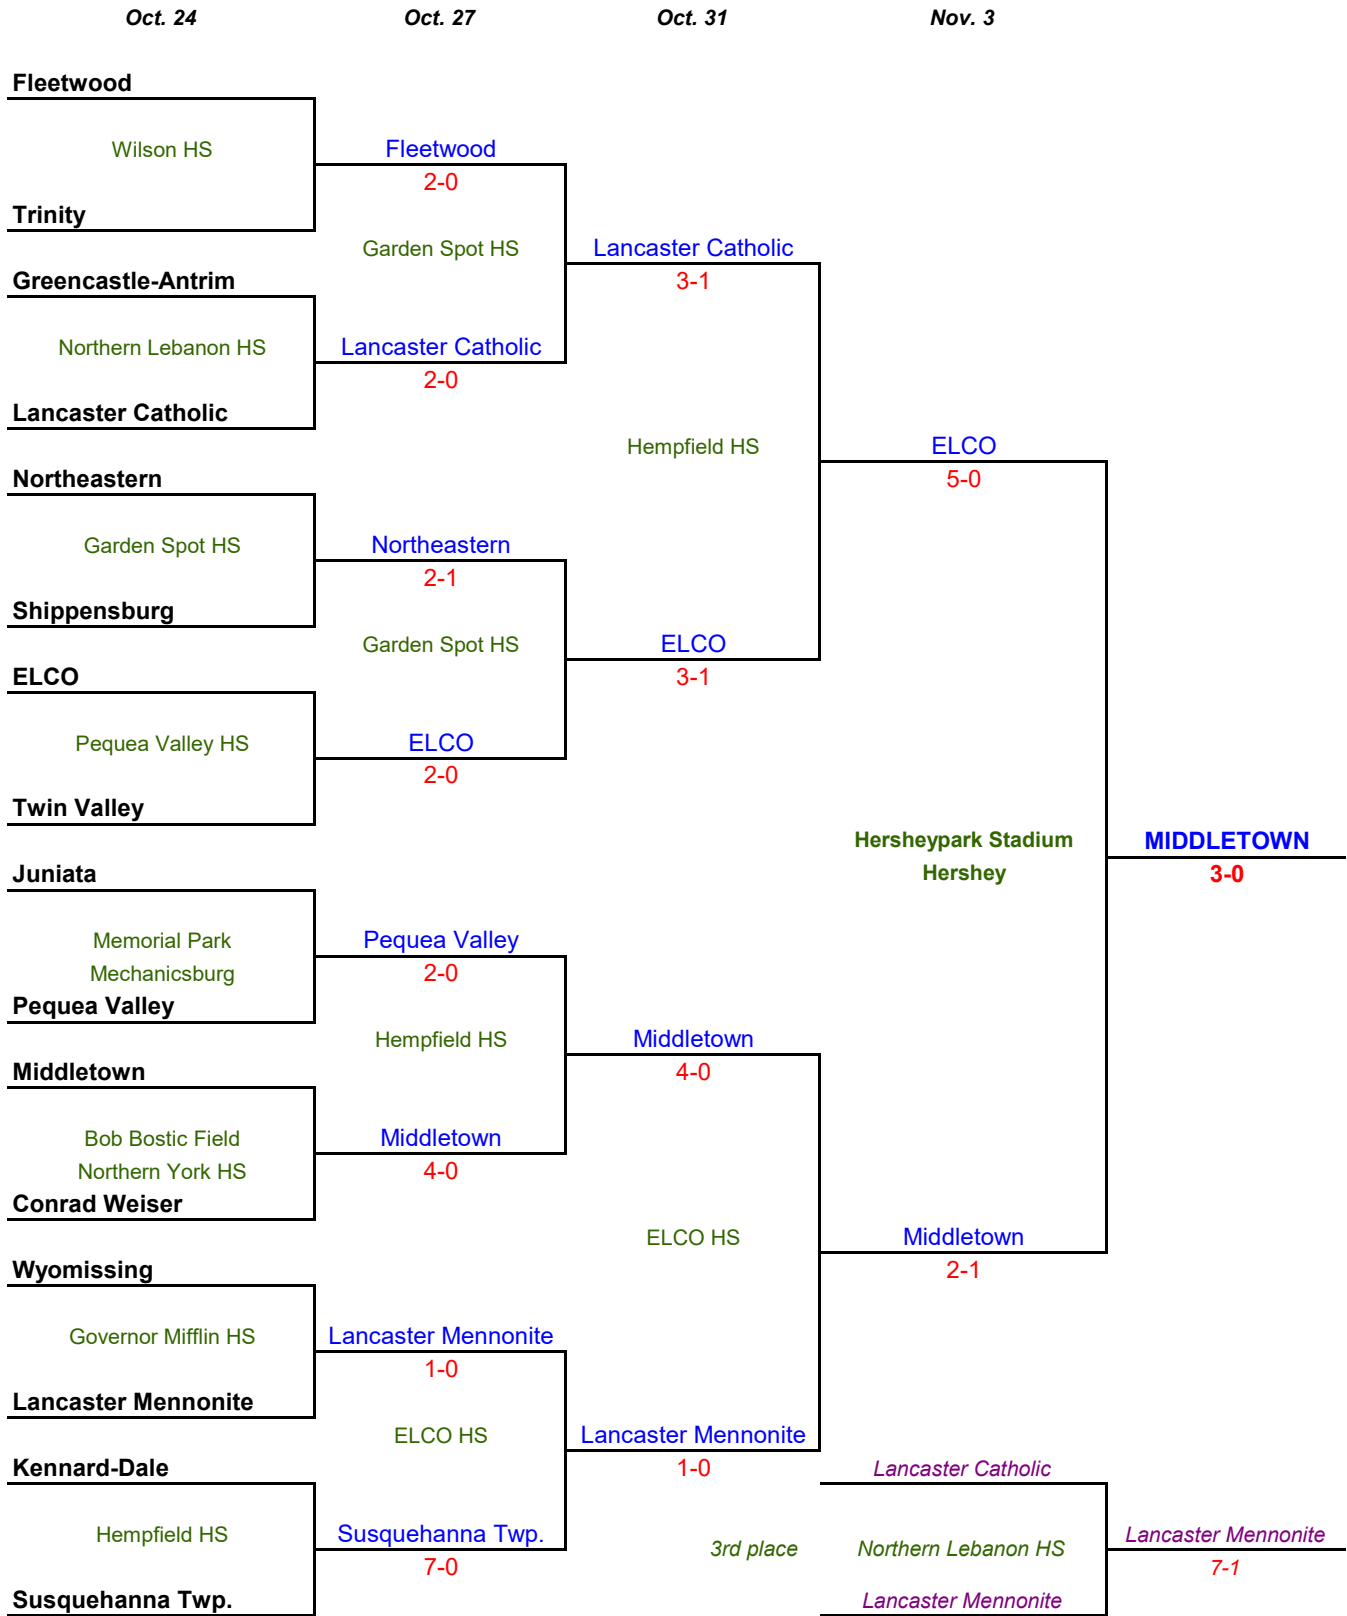 Oct. 24 Oct. 27 Oct. 31 Nov. 3
Fleetwood
Wilson HS Fleetwood
2-0
Trinity
Garden Spot HS Lancaster Catholic
Greencastle-Antrim 3-1
Northern Lebanon HS Lancaster Catholic
2-0
Lancaster Catholic
Hempfield HS ELCO
Northeastern 5-0
Garden Spot HS Northeastern
2-1
Shippensburg
Garden Spot HS ELCO
ELCO 3-1
Pequea Valley HS ELCO
2-0
Twin Valley
Hersheypark Stadium MIDDLETOWN
Juniata Hershey 3-0
Memorial Park Pequea Valley
Mechanicsburg 2-0
Pequea Valley
Hempfield HS Middletown
Middletown 4-0
Bob Bostic Field Middletown
Northern York HS 4-0
Conrad Weiser
ELCO HS Middletown
Wyomissing 2-1
Governor Mifflin HS Lancaster Mennonite
1-0
Lancaster Mennonite
ELCO HS Lancaster Mennonite
Kennard-Dale 1-0 Lancaster Catholic
Hempfield HS Susquehanna Twp. 3rd place Northern Lebanon HS Lancaster Mennonite
7-0 7-1
Susquehanna Twp. Lancaster Mennonite